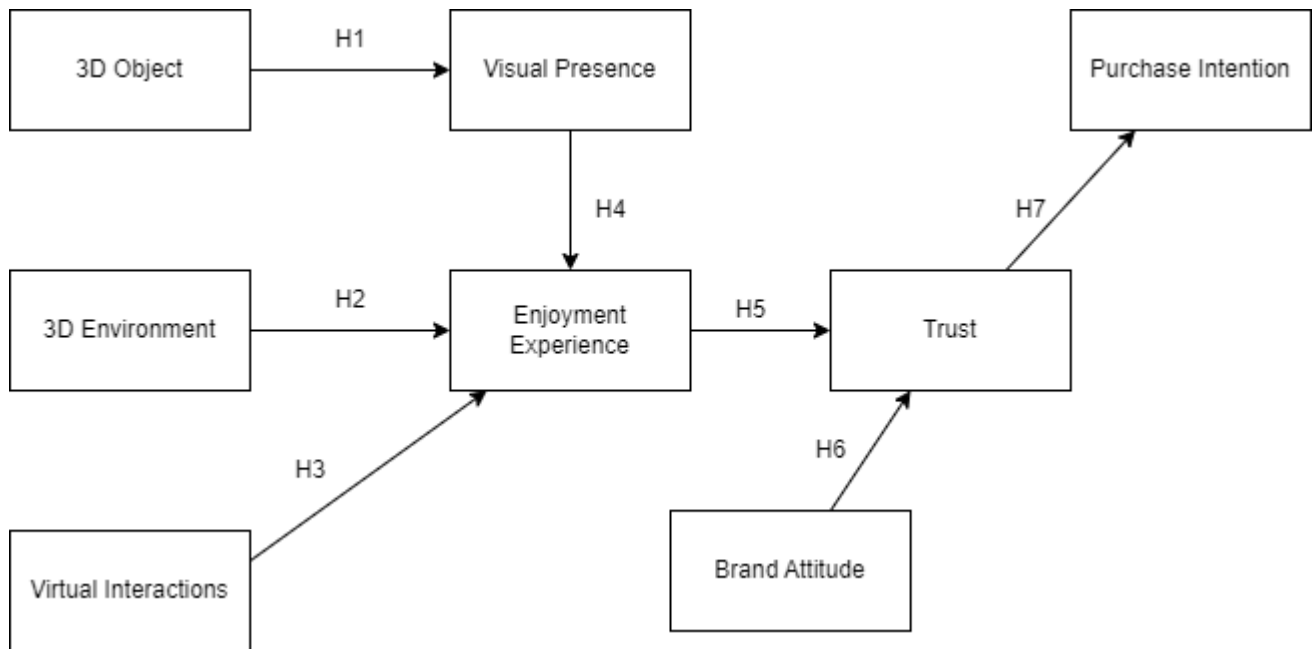 H1
3D Object
Visual Presence
Purchase Intention
H4
H7
H2
H5
3D Environment
Enjoyment
Experience
Trust
H3
H6
Virtual Interactions
Brand Attitude